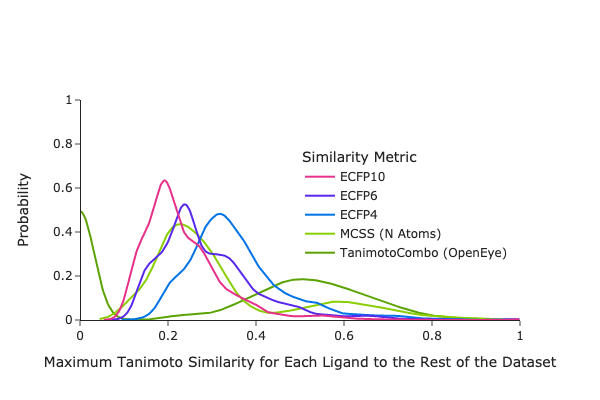 1
0.8
0.6
0.4
0.2
0
Probability
Similarity Metric
ECFP10
ECFP6
ECFP4
MCSS (N Atoms)
TanimotoCombo (OpenEye)
0 0.2 0.4 0.6 0.8 1
Maximum Tanimoto Similarity for Each Ligand to the Rest of the Dataset